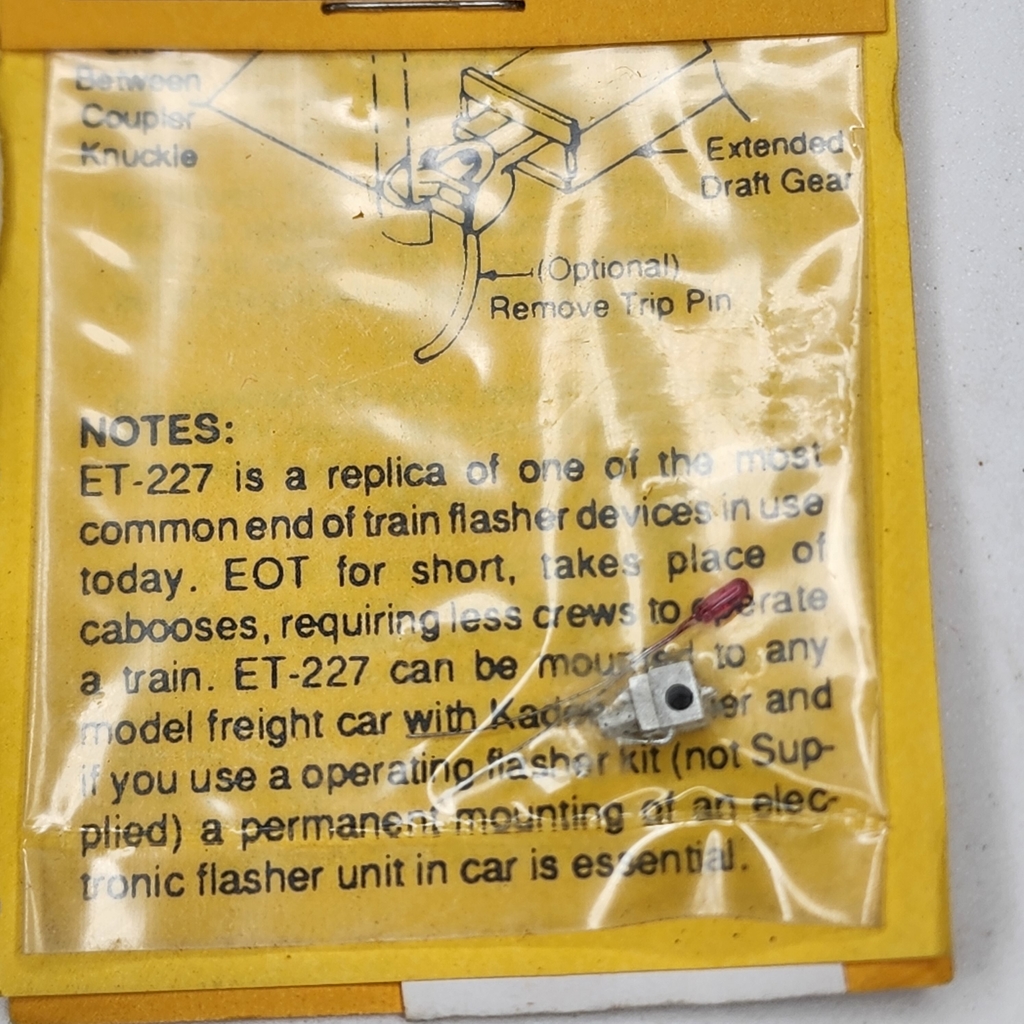 Between
Coupler
Knuckle
Extended
Draft Gear
(Optional)
Remove Trip Pin
NOTES:
ET-227 is a replica of one of the most
common end of train flasher devices in use
today. EOT for short, takes place of
cabooses, requiring less crews to operate
a train. ET-227 can be mounted to any
model freight car with and
if you use a operating flasher kit (not Sup-
plied) a permanent mounting of an elec-
tronic flasher unit in car is essential.